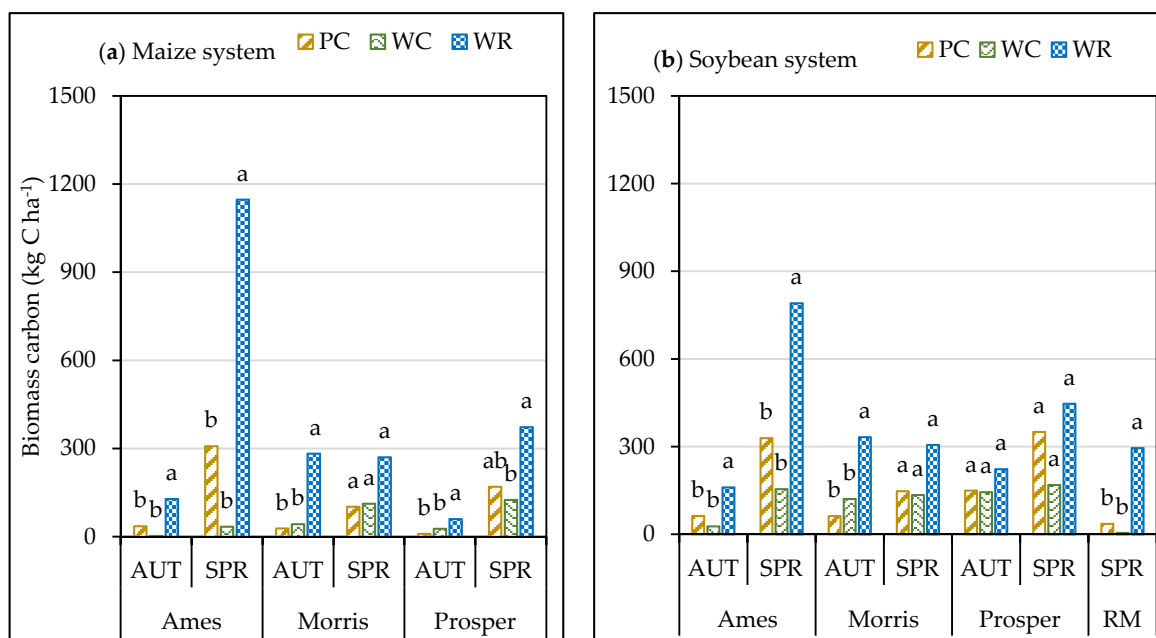 (a) Maize system PC WC WR
1500
1200
900
600
300
0
Biomass carbon (kg C ha-1)
b b a
b b a
b b a
a a a
b b a
ab b a
AUT SPR AUT SPR AUT SPR
Ames Morris Prosper
(b) Soybean system PC WC WR
1500
1200
900
600
300
0
b b a
b b a
b b a
a a a
a a a
a b a
b b a
AUT SPR AUT SPR AUT SPR SPR
Ames Morris Prosper RM